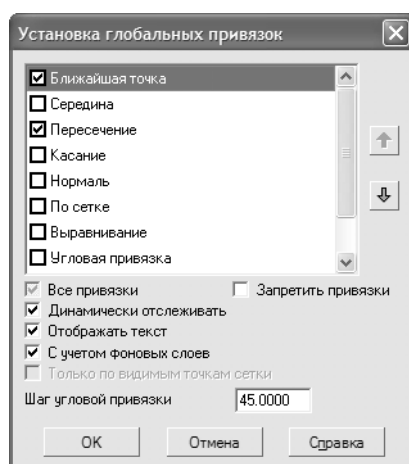 Установка глобальных привязок
Ближайшая точка
Середина
Пересечение
Касание
Нормаль
По сетке
Выравнивание
Угловая привязка
Все привязки Запретить привязки
Динамически отслеживать
Отображать текст
С учетом фоновых слоев
Только по видимым точкам сетки
Шаг угловой привязки 45.0000
OK Отмена Справка